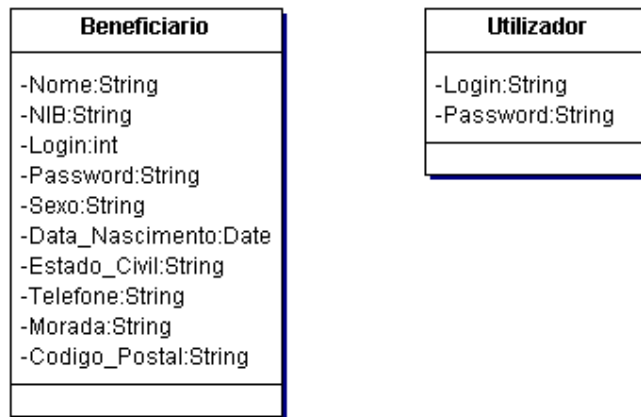 Beneficiario
-Nome:String
-NIB:String
-Login:int
-Password:String
-Sexo:String
-Data_Nascimento:Date
-Estado_Civil:String
-Telefone:String
-Morada:String
-Codigo_Postal:String
Utilizador
-Login:String
-Password:String